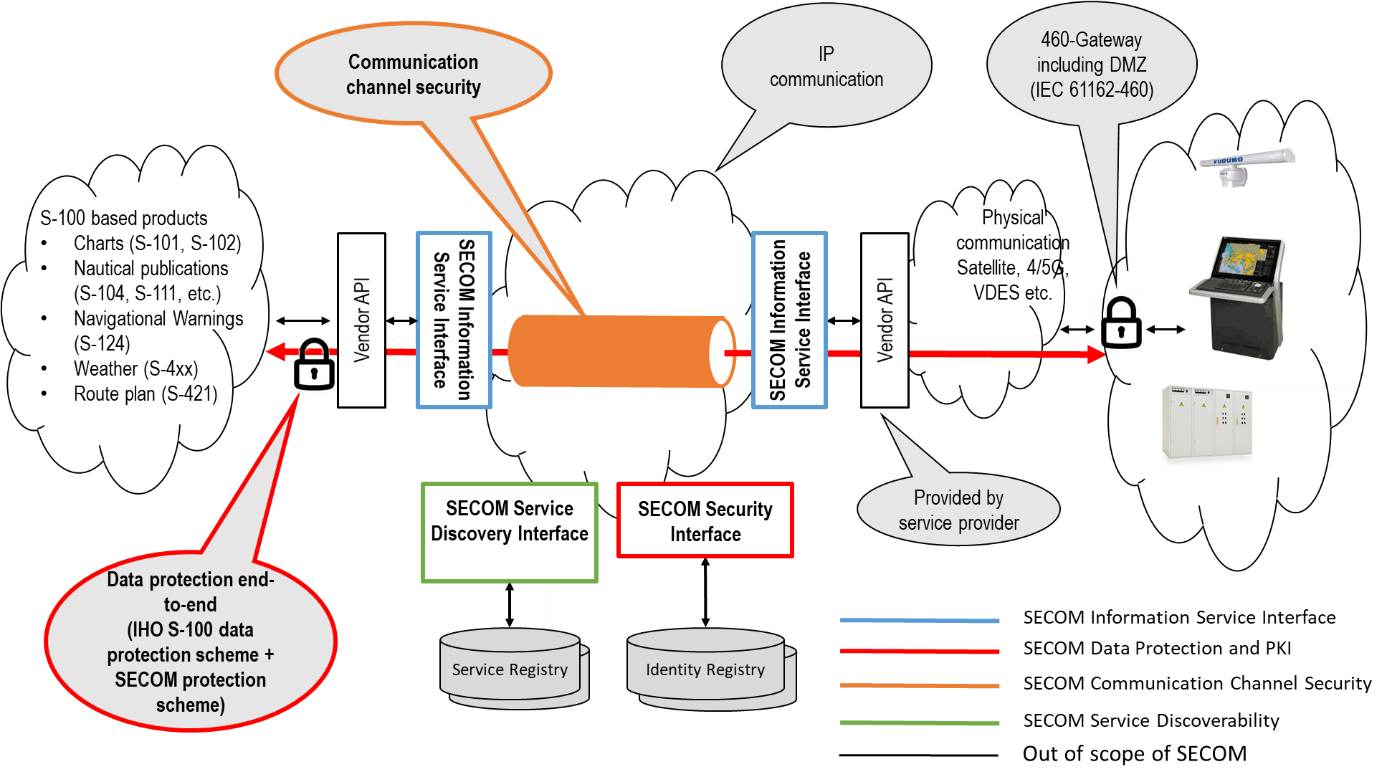 Communication
channel security
IP
communication
460-Gateway
including DMZ
(IEC 61162-460)
S-100 based products
• Charts (S-101, S-102)
• Nautical publications
(S-104, S-111, etc.)
• Navigational Warnings
(S-124)
• Weather (S-4xx)
• Route plan (S-421)
Vendor API
SECOM Information
Service Interface
SECOM Information
Service Interface
Vendor API
Physical
communication
Satellite, 4/5G,
VDES etc.
FURUNO
Provided by
service provider
SECOM Service
Discovery Interface
SECOM Security
Interface
Service Registry
Identity Registry
Data protection end-
to-end
(IHO S-100 data
protection scheme +
SECOM protection
scheme)
SECOM Information Service Interface
SECOM Data Protection and PKI
SECOM Communication Channel Security
SECOM Service Discoverability
Out of scope of SECOM